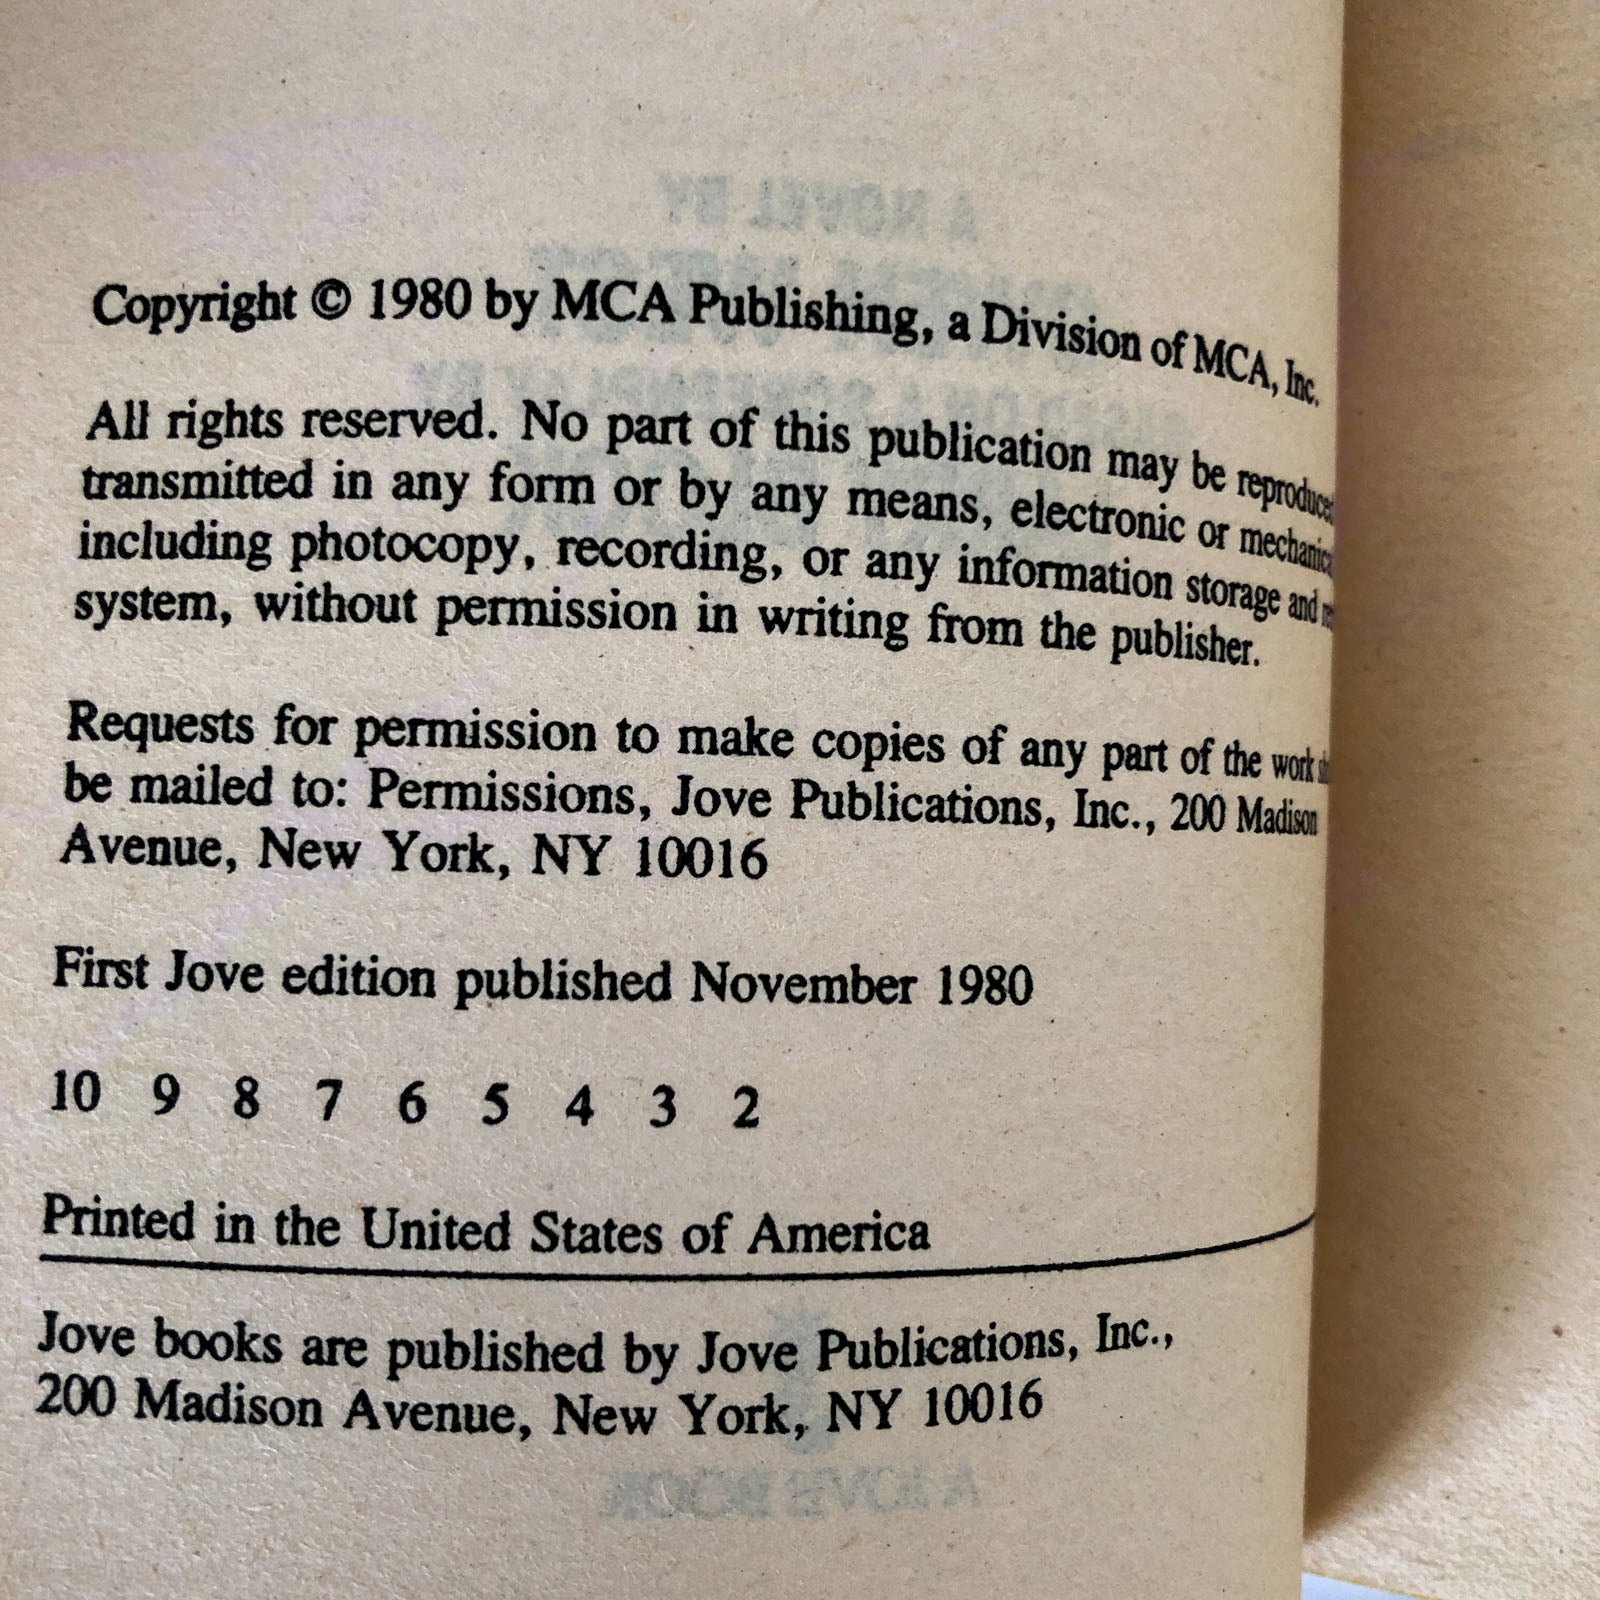 Copyright © 1980 by MCA Publishing, a Division of MCA, Inc.
All rights reserved. No part of this publication may be reproduced
transmitted in any form or by any means, electronic or mechanical
including photocopy, recording, or any information storage and
system, without permission in writing from the publisher.
Requests for permission to make copies of any part of the work
be mailed to: Permissions, Jove Publications, Inc., 200 Madison
Avenue, New York, NY 10016
First Jove edition published November 1980
10 9 8 7 6 5 4 3 2
Printed in the United States of America
Jove books are published by Jove Publications, Inc.,
200 Madison Avenue, New York, NY 10016